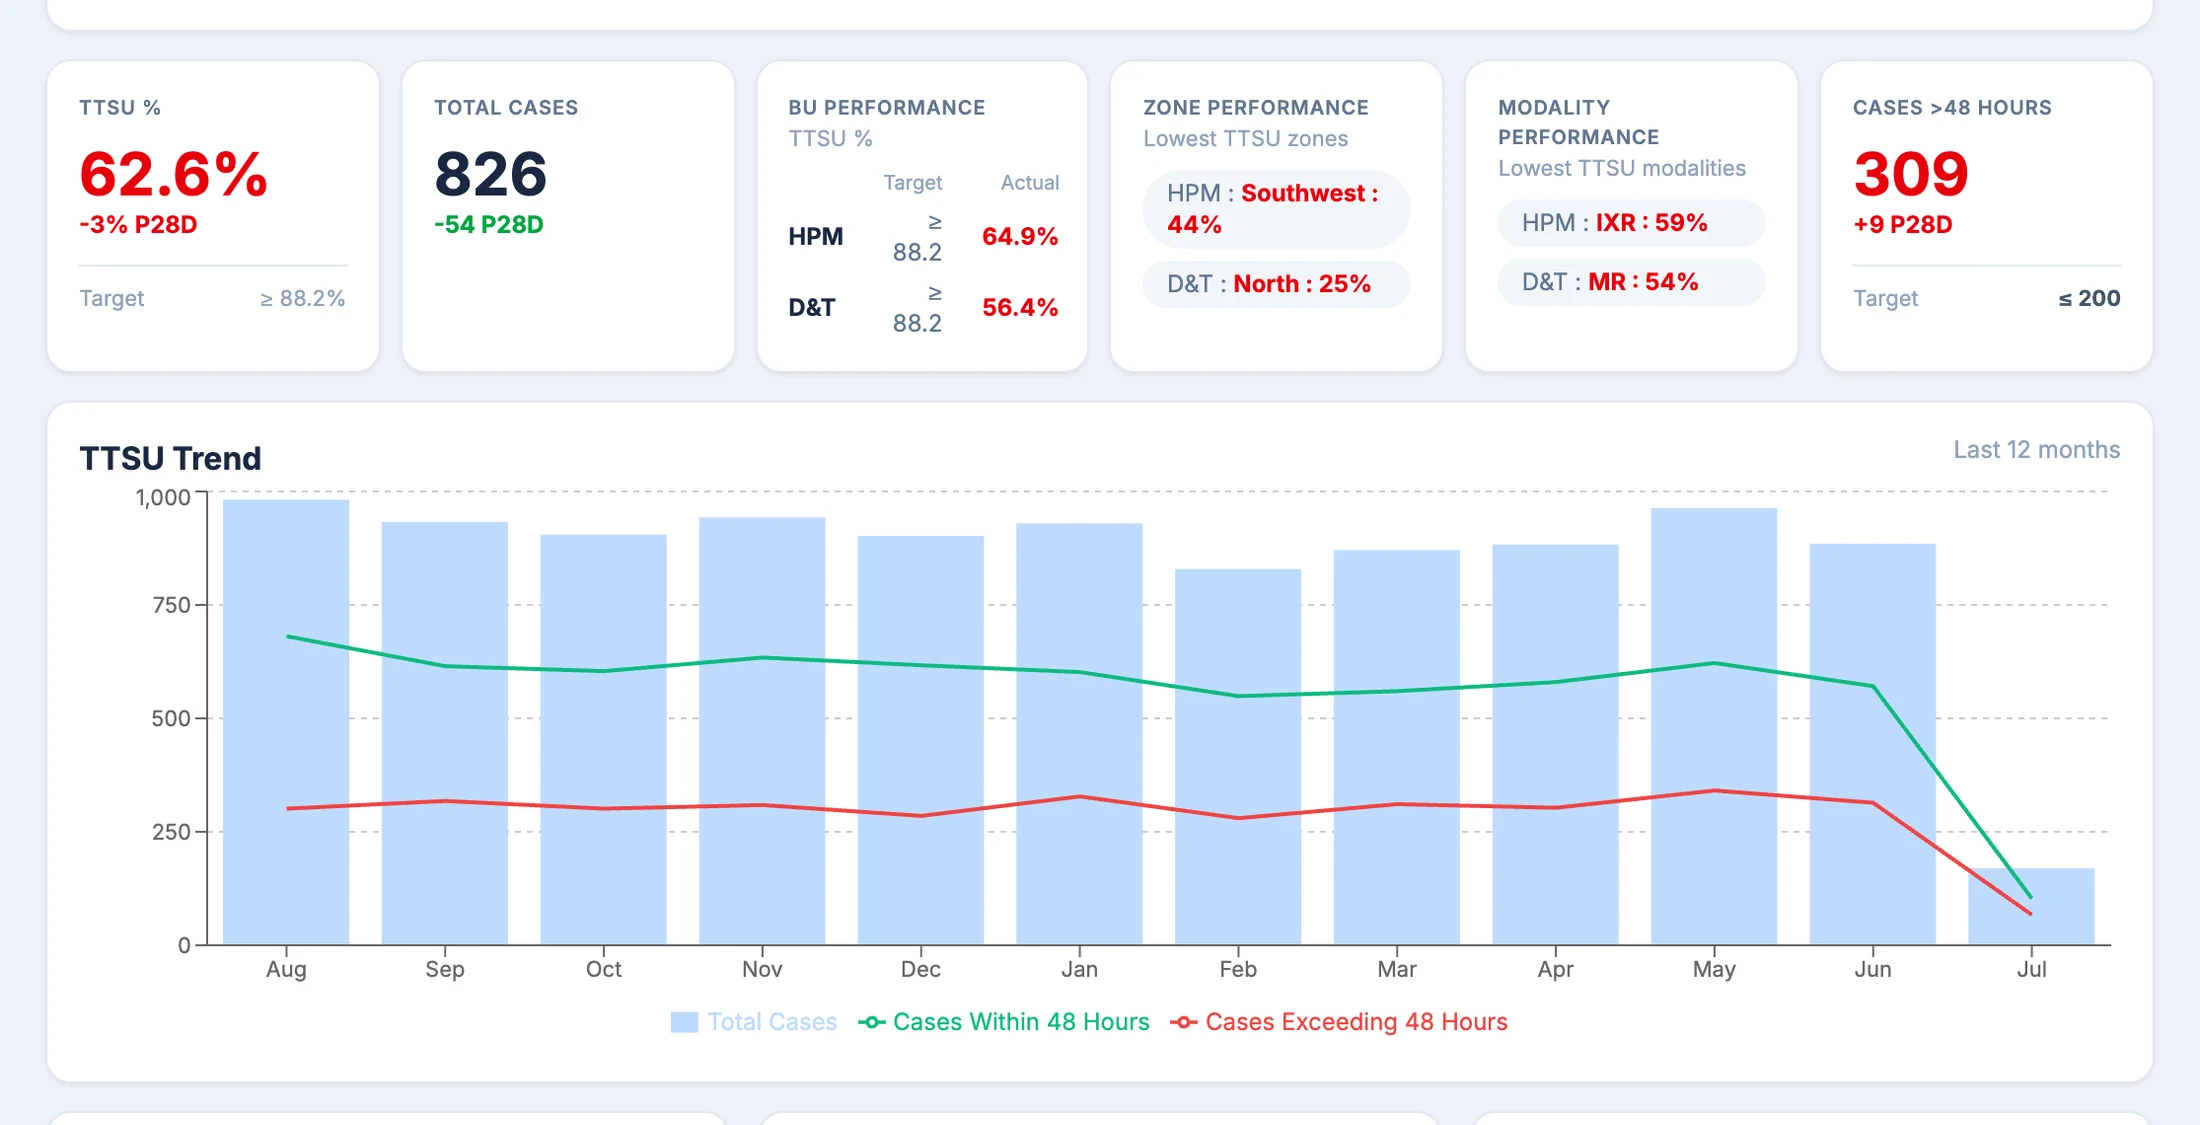 TTSU %
62.6%
-3% P28D
Target ≥ 88.2%
TOTAL CASES
826
-54 P28D
BU PERFORMANCE
TTSU %
Target Actual
HPM ≥ 88.2 64.9%
D&T ≥ 88.2 56.4%
ZONE PERFORMANCE
Lowest TTSU zones
HPM : Southwest :
44%
D&T : North : 25%
MODALITY
PERFORMANCE
Lowest TTSU modalities
HPM : IXR : 59%
D&T : MR : 54%
CASES >48 HOURS
309
+9 P28D
Target ≤ 200
TTSU Trend
Last 12 months
1,000
750
500
250
0
Aug Sep Oct Nov Dec Jan Feb Mar Apr May Jun Jul
Total Cases Cases Within 48 Hours Cases Exceeding 48 Hours